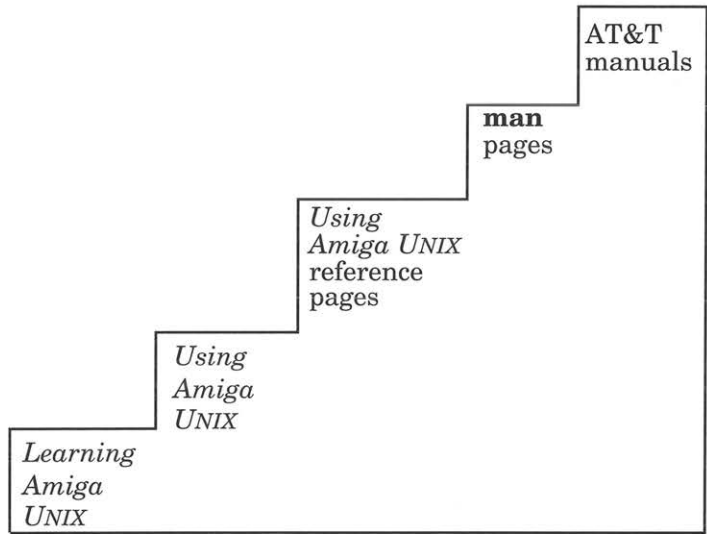 AT&T
manuals
man
pages
Using
Amiga UNIX
reference
pages
Using
Amiga
UNIX
Learning
Amiga
UNIX